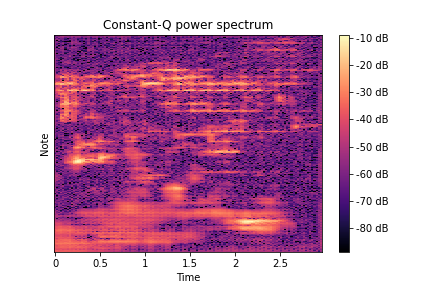 Constant-Q power spectrum
-10 dB
-20 dB
-30 dB
-40 dB
-50 dB
-60 dB
-70 dB
-80 dB
Note
0
0.5
1
1.5
2
2.5
Time